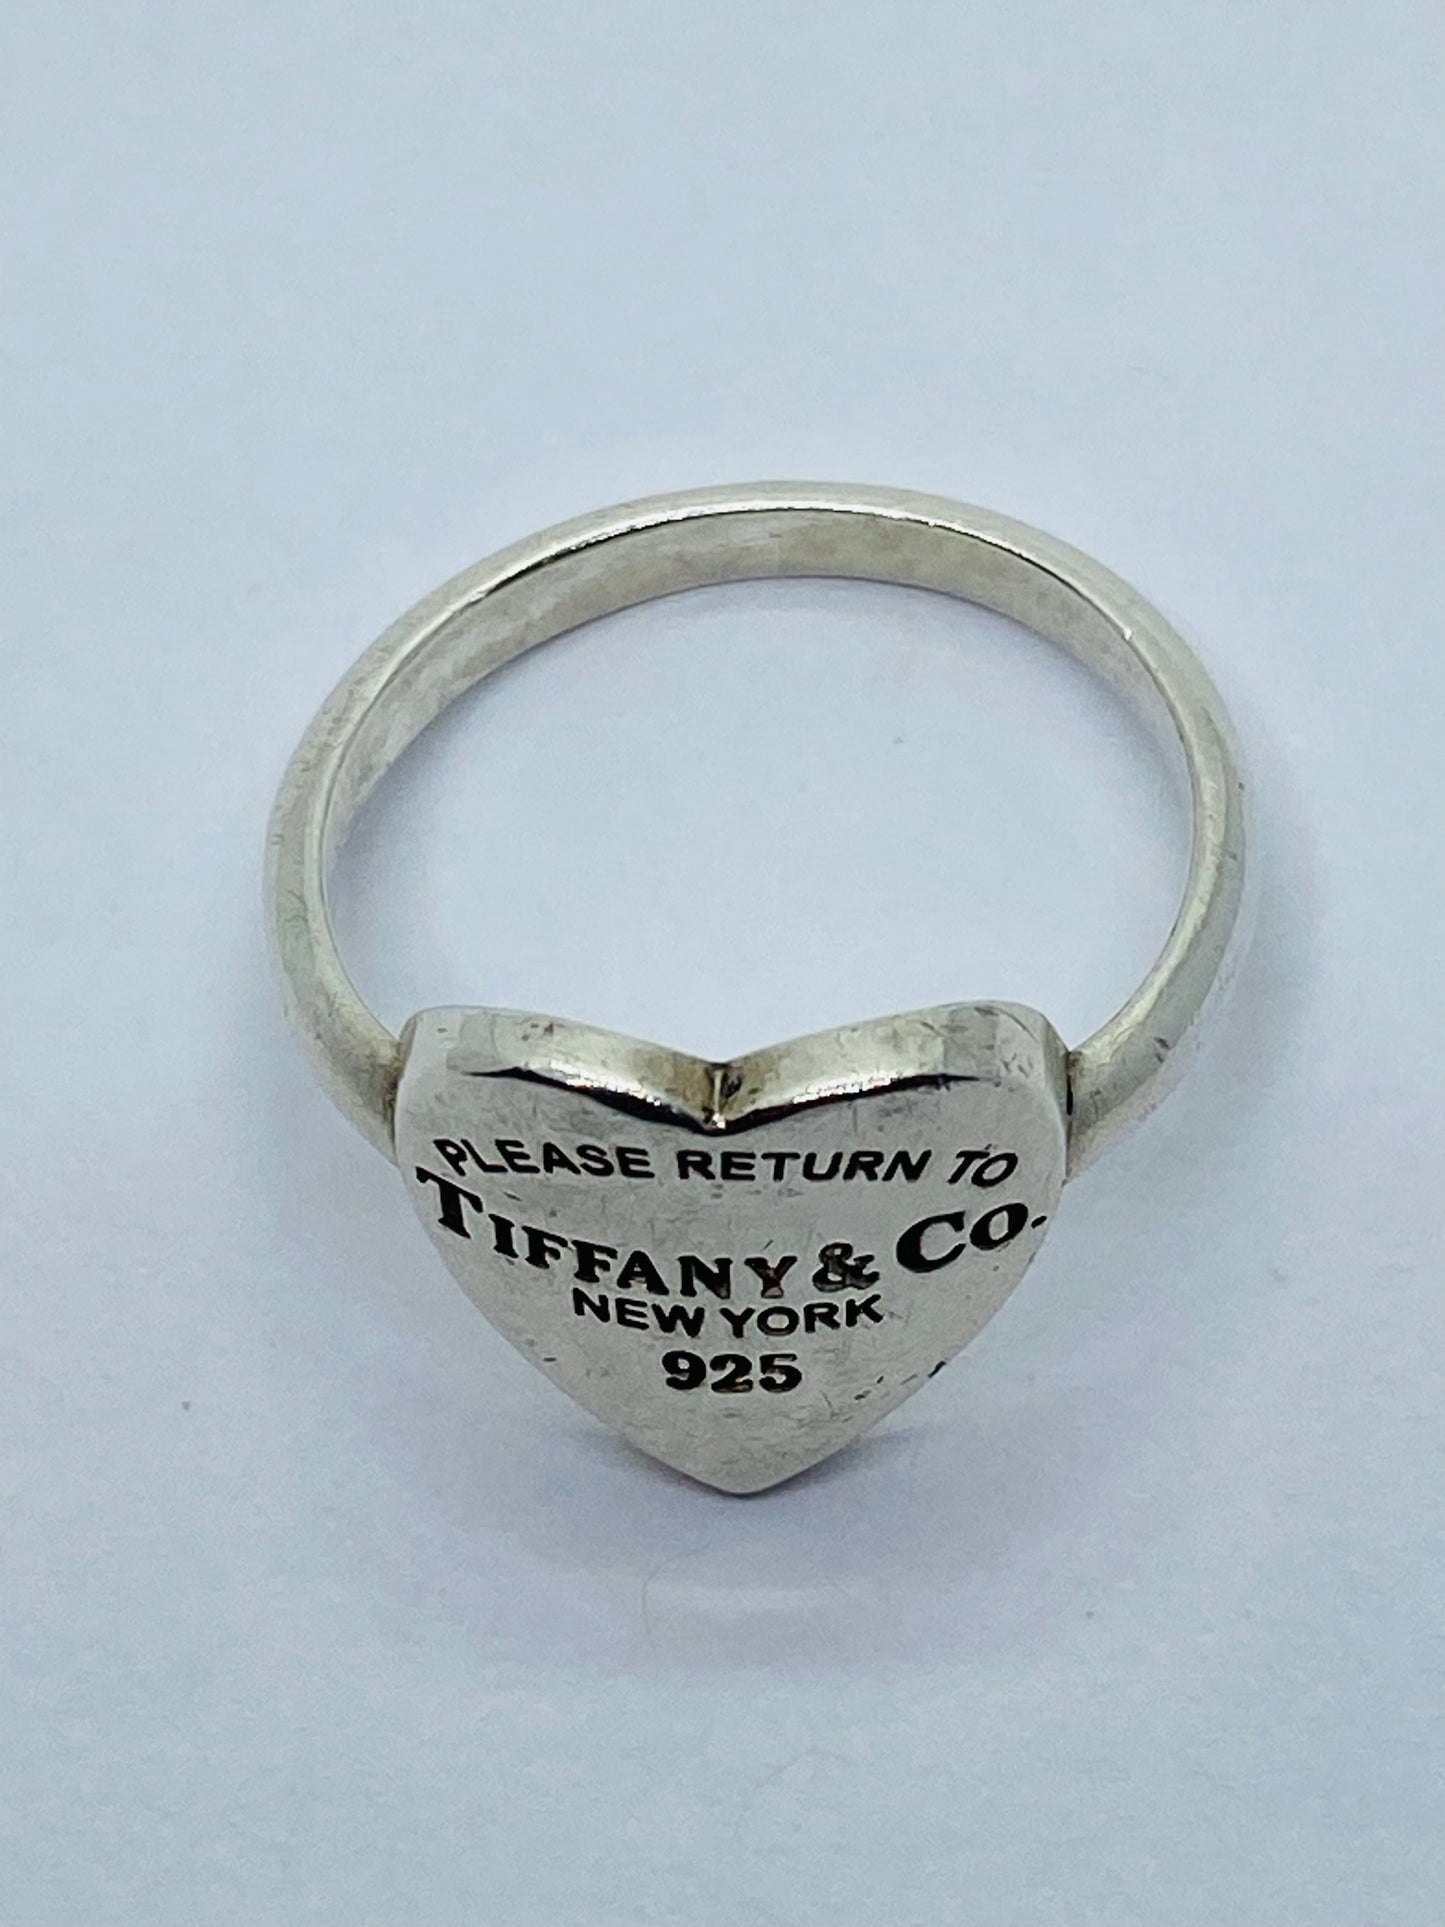 PLEASE RETURN TO
TIFFANY & CO.
NEW YORK
925